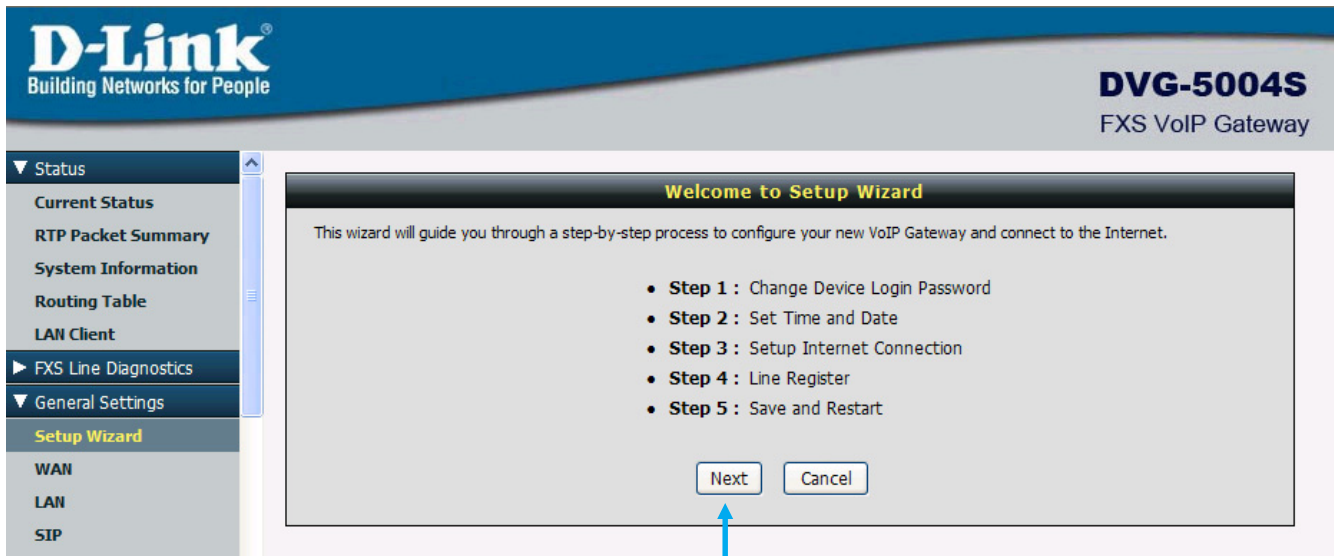 D-Link®
Building Networks for People
DVG-5004S
FXS VoIP Gateway
Status
Current Status
RTP Packet Summary
System Information
Routing Table
LAN Client
FXS Line Diagnostics
General Settings
Setup Wizard
WAN
LAN
SIP
Welcome to Setup Wizard
This wizard will guide you through a step-by-step process to configure your new VoIP Gateway and connect to the Internet.
• Step 1 : Change Device Login Password
• Step 2 : Set Time and Date
• Step 3 : Setup Internet Connection
• Step 4 : Line Register
• Step 5 : Save and Restart
Next Cancel